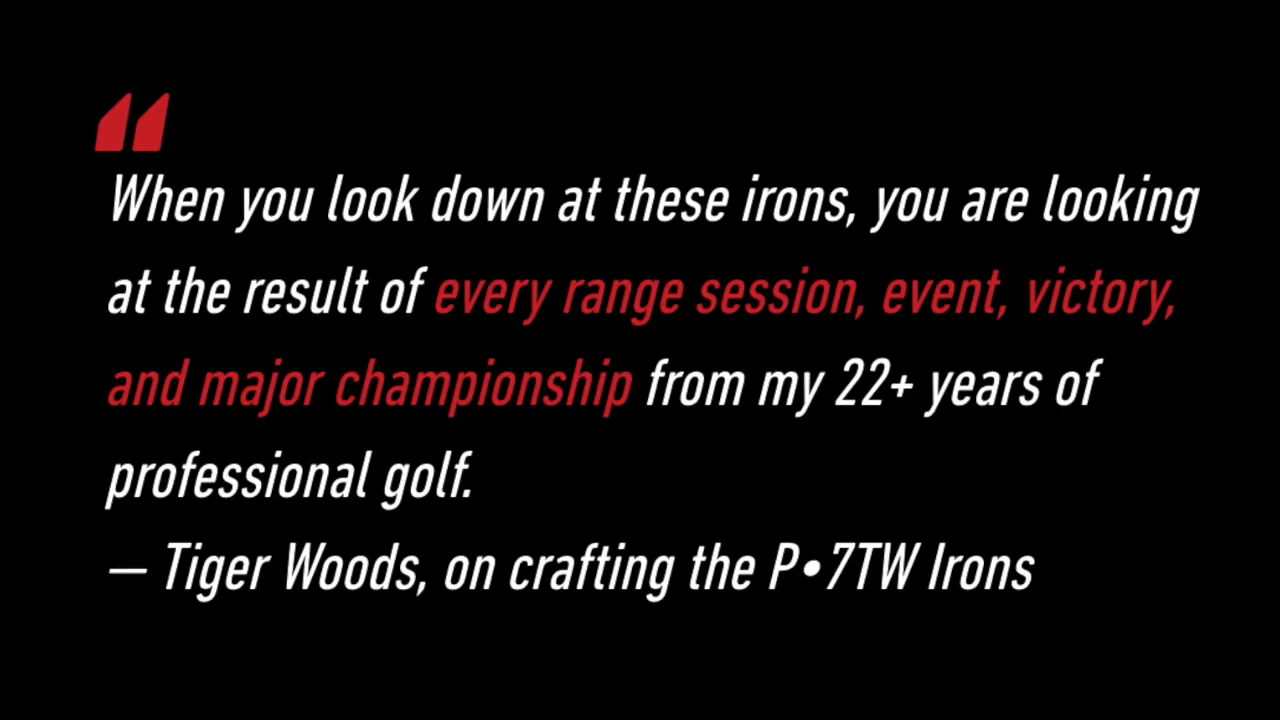 “
When you look down at these irons, you are looking
at the result of every range session, event, victory,
and major championship from my 22+ years of
professional golf.
– Tiger Woods, on crafting the P•7TW Irons